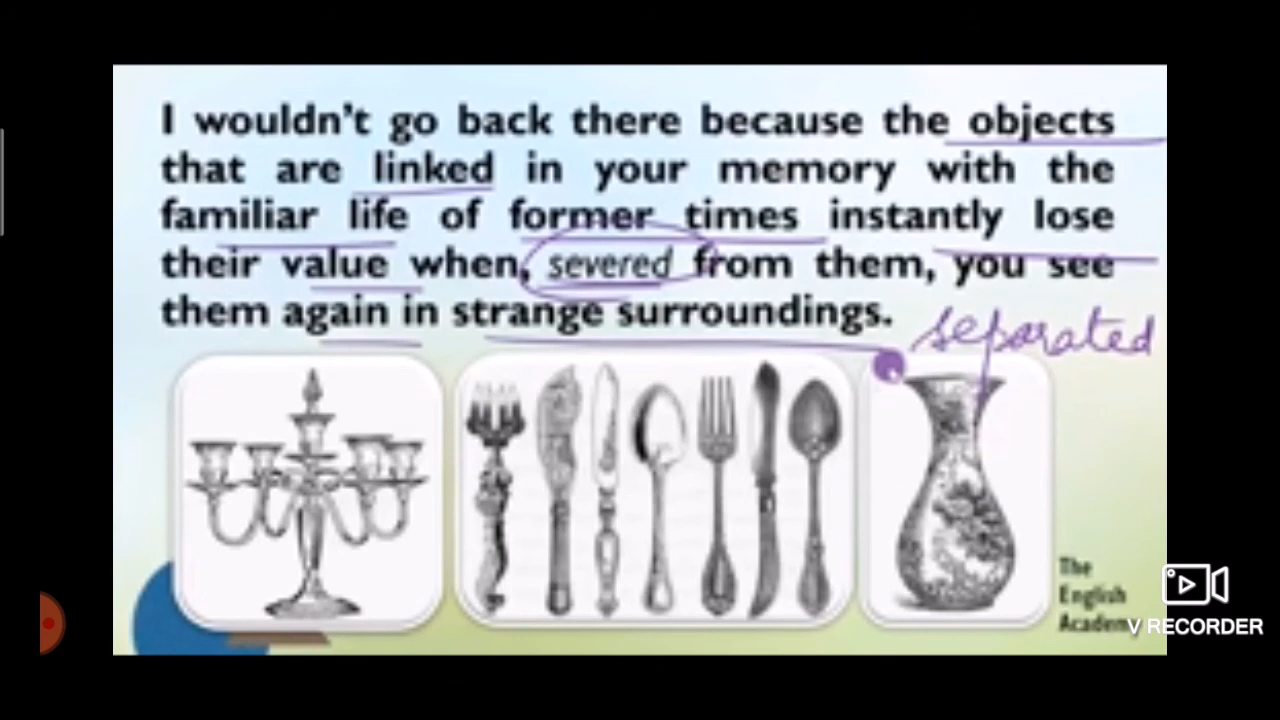 I wouldn't go back there because the objects
that are linked in your memory with the
familiar life of former times instantly lose
their value when, severed from them, you see
them again in strange surroundings.
separated
The
English
Academ
V RECORDER